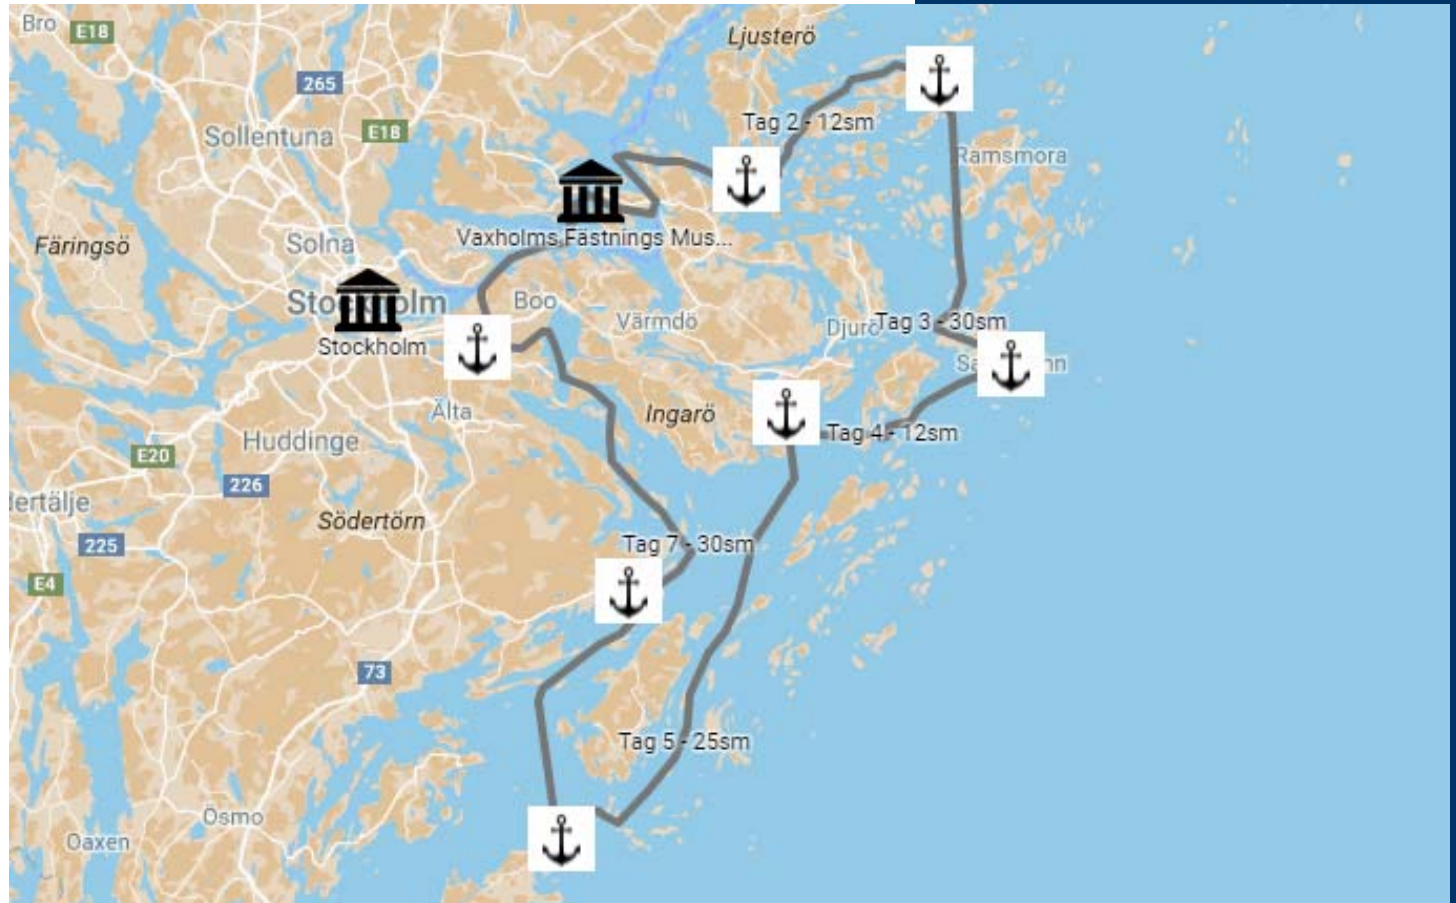 Bro
E18
Ljusterö
265
Sollentuna
E18
Tag 2 - 12sm
Ramsmora
Färingsö
Solna
Vaxholms Fästnings Mus...
Stockholm
Boo
Värmdö
Djurö
Tag 3 - 30sm
Stockholm
Älta
Ingarö
Tag 4 - 12sm
Huddinge
E20
226
ertälje
Södertörn
225
Tag 7 - 30sm
E4
73
Tag 5 - 25sm
Ösmo
Oaxen